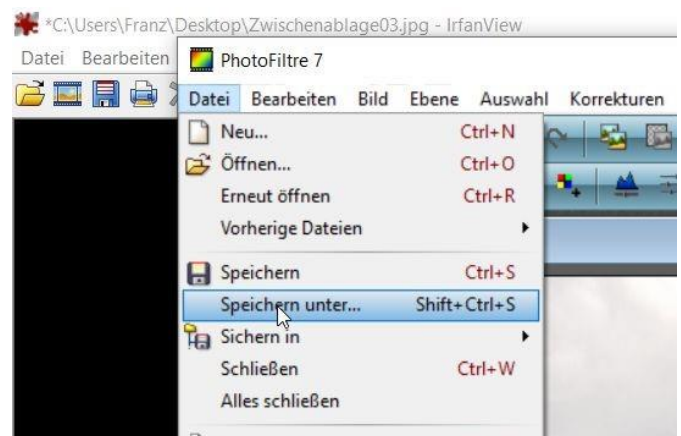 *C:\Users\Franz\Desktop\Zwischenablage03.jpg - IrfanView
Datei Bearbeiten
PhotoFiltre 7
Datei Bearbeiten Bild Ebene Auswahl Korrekturen
Neu... Ctrl+N
Öffnen... Ctrl+O
Erneut öffnen Ctrl+R
Vorherige Dateien
Speichern Ctrl+S
Speichern unter... Shift+Ctrl+S
Sichern in
Schließen Ctrl+W
Alles schließen